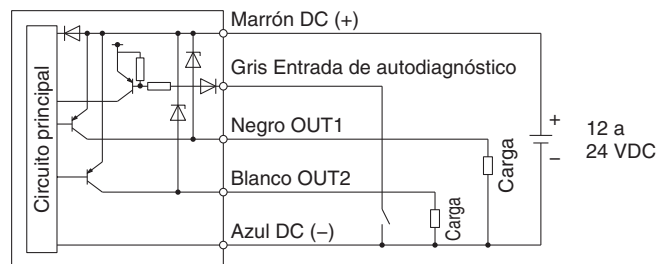 Marrón DC (+)
Gris Entrada de autodiagnóstico
Circuito principal
Negro OUT1
+
12 a
24 VDC
−
Carga
Blanco OUT2
Carga
Azul DC (−)